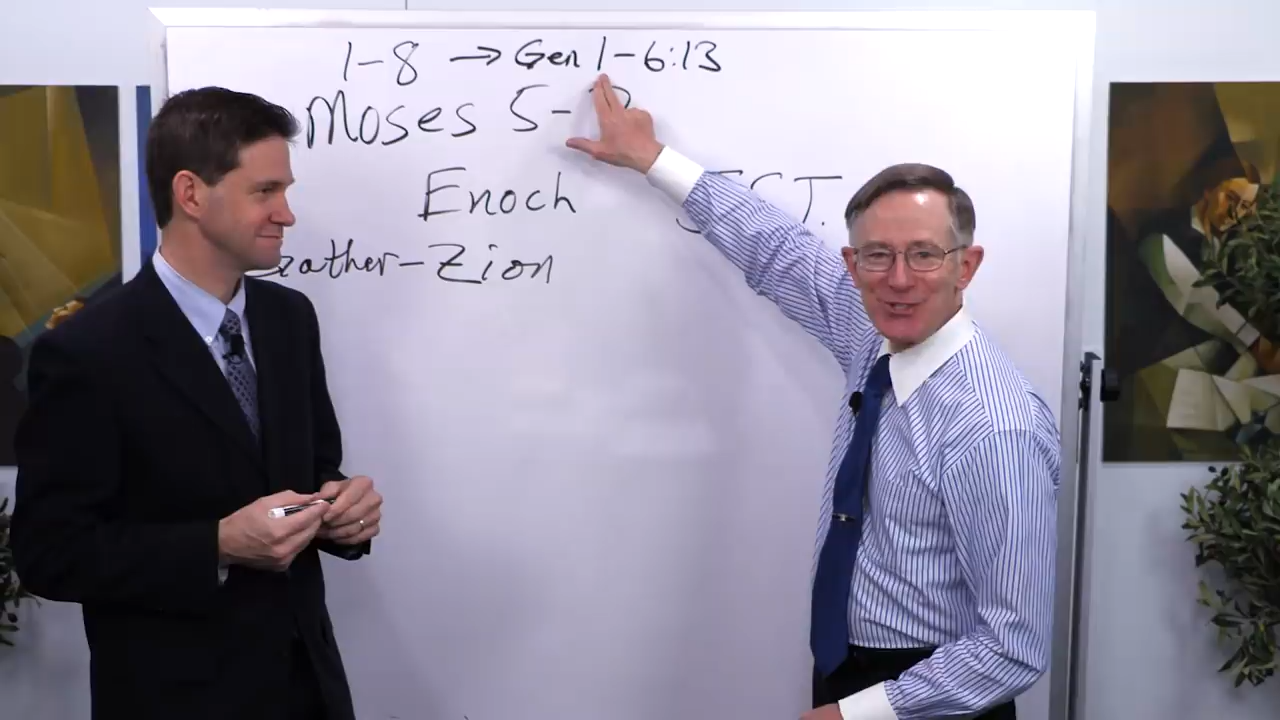 1-8 → Gen 1-6:13
Moses 5-
Enoch
J.S.T.
Zion